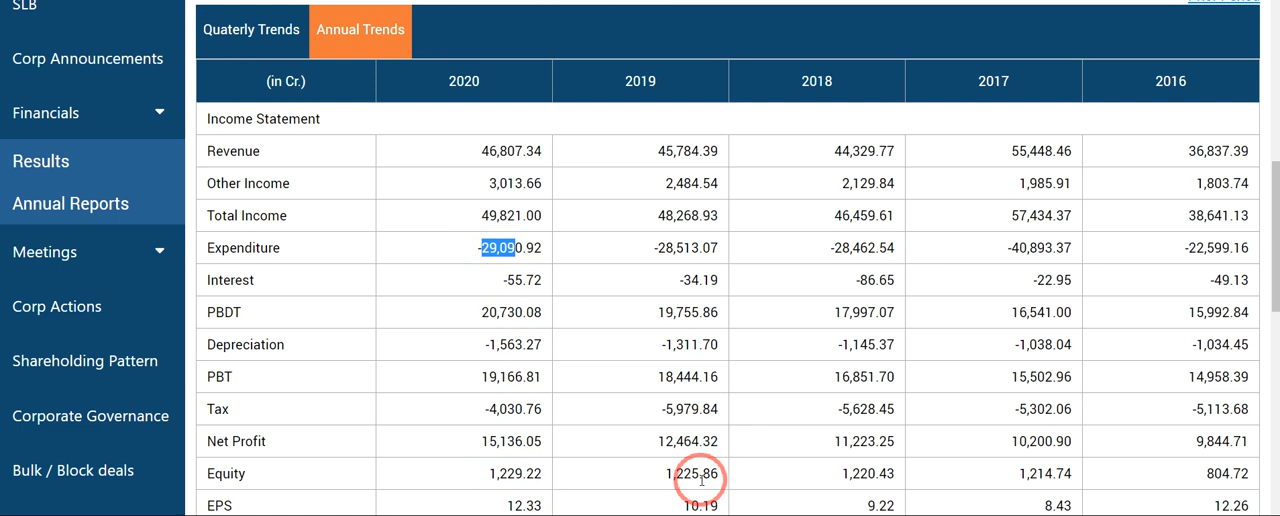 SLB
Corp Announcements
Financials
Results
Annual Reports
Meetings
Corp Actions
Shareholding Pattern
Corporate Governance
Bulk / Block deals
Quaterly Trends Annual Trends
(in Cr.) 2020 2019 2018 2017 2016
Income Statement
Revenue 46,807.34 45,784.39 44,329.77 55,448.46 36,837.39
Other Income 3,013.66 2,484.54 2,129.84 1,985.91 1,803.74
Total Income 49,821.00 48,268.93 46,459.61 57,434.37 38,641.13
Expenditure -29,090.92 -28,513.07 -28,462.54 -40,893.37 -22,599.16
Interest -55.72 -34.19 -86.65 -22.95 -49.13
PBDT 20,730.08 19,755.86 17,997.07 16,541.00 15,992.84
Depreciation -1,563.27 -1,311.70 -1,145.37 -1,038.04 -1,034.45
PBT 19,166.81 18,444.16 16,851.70 15,502.96 14,958.39
Tax -4,030.76 -5,979.84 -5,628.45 -5,302.06 -5,113.68
Net Profit 15,136.05 12,464.32 11,223.25 10,200.90 9,844.71
Equity 1,229.22 1,225.86 1,220.43 1,214.74 804.72
EPS 12.33 10.19 9.22 8.43 12.26